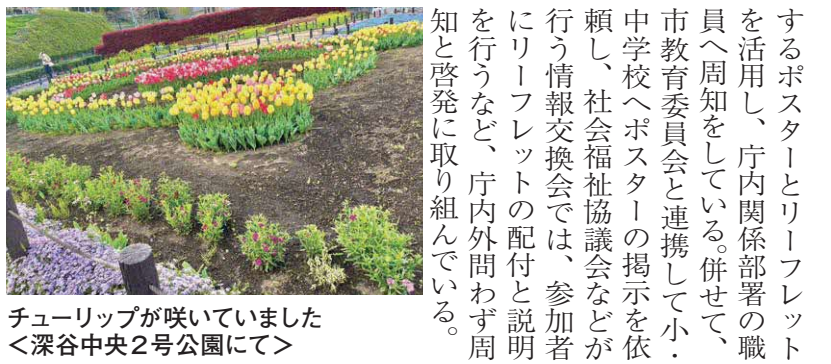 するポスターとリーフレット
を活用し、庁内関係部署の職
員へ周知をしている。併せて、
市教育委員会と連携して小・
中学校へポスターの掲示を依
頼し、社会福祉協議会などが
行う情報交換会では、参加者
にリーフレットの配付と説明
を行うなど、庁内外問わず周
知と啓発に取り組んでいる。
チューリップが咲いていました
＜深谷中央２号公園にて＞